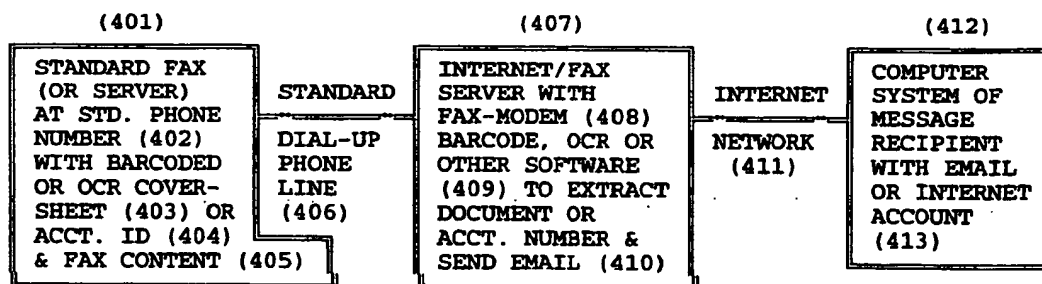 (401)
(407)
(412)
STANDARD FAX
(OR SERVER)
AT STD. PHONE
NUMBER (402)
WITH BARCODED
OR OCR COVER-
SHEET (403) OR
ACCT. ID (404)
& FAX CONTENT (405)
STANDARD
DIAL-UP
PHONE
LINE
(406)
INTERNET/FAX
SERVER WITH
FAX-MODEM (408)
BARCODE, OCR OR
OTHER SOFTWARE
(409) TO EXTRACT
DOCUMENT OR
ACCT. NUMBER &
SEND EMAIL (410)
INTERNET
NETWORK
(411)
COMPUTER
SYSTEM OF
MESSAGE
RECIPIENT
WITH EMAIL
OR INTERNET
ACCOUNT
(413)